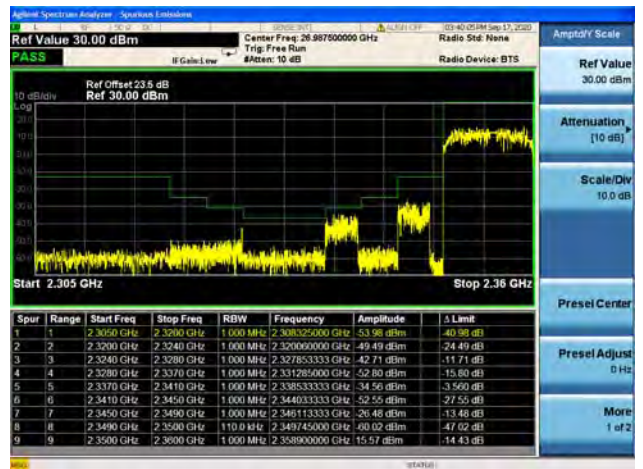 Agilent Spectrum Analyzer - Spurious Emissions
Ref Value 30.00 dBm
Center Freq: 26.987500000 GHz
03:40:05 PM Sep 17, 2020
Radio Std: None
Trig: Free Run
PASS
IFGain:Low
#Atten: 10 dB
Radio Device: BTS
Ref Offset 23.5 dB
10 dB/div
Ref 30.00 dBm
Log
Start 2.305 GHz
Stop 2.36 GHz
Spur Range Start Freq Stop Freq RBW Frequency Amplitude Δ Limit
1 1 2.3050 GHz 2.3200 GHz 1.000 MHz 2.308325000 GHz -53.98 dBm -40.98 dB
2 2 2.3200 GHz 2.3240 GHz 1.000 MHz 2.320060000 GHz -49.49 dBm -24.49 dB
3 3 2.3240 GHz 2.3280 GHz 1.000 MHz 2.327853333 GHz -42.71 dBm -11.71 dB
4 4 2.3280 GHz 2.3370 GHz 1.000 MHz 2.331285000 GHz -52.80 dBm -15.80 dB
5 5 2.3370 GHz 2.3410 GHz 1.000 MHz 2.338533333 GHz -34.56 dBm -3.560 dB
6 6 2.3410 GHz 2.3450 GHz 1.000 MHz 2.344033333 GHz -52.55 dBm -27.55 dB
7 7 2.3450 GHz 2.3490 GHz 1.000 MHz 2.346113333 GHz -26.48 dBm -13.48 dB
8 8 2.3490 GHz 2.3500 GHz 110.0 kHz 2.349745000 GHz -60.02 dBm -47.02 dB
9 9 2.3500 GHz 2.3600 GHz 1.000 MHz 2.358900000 GHz 15.57 dBm -14.43 dB
MSG
STATUS
Amptd/Y Scale
Ref Value
30.00 dBm
Attenuation
[10 dB]
Scale/Div
10.0 dB
Presel Center
Presel Adjust
0 Hz
More
1 of 2